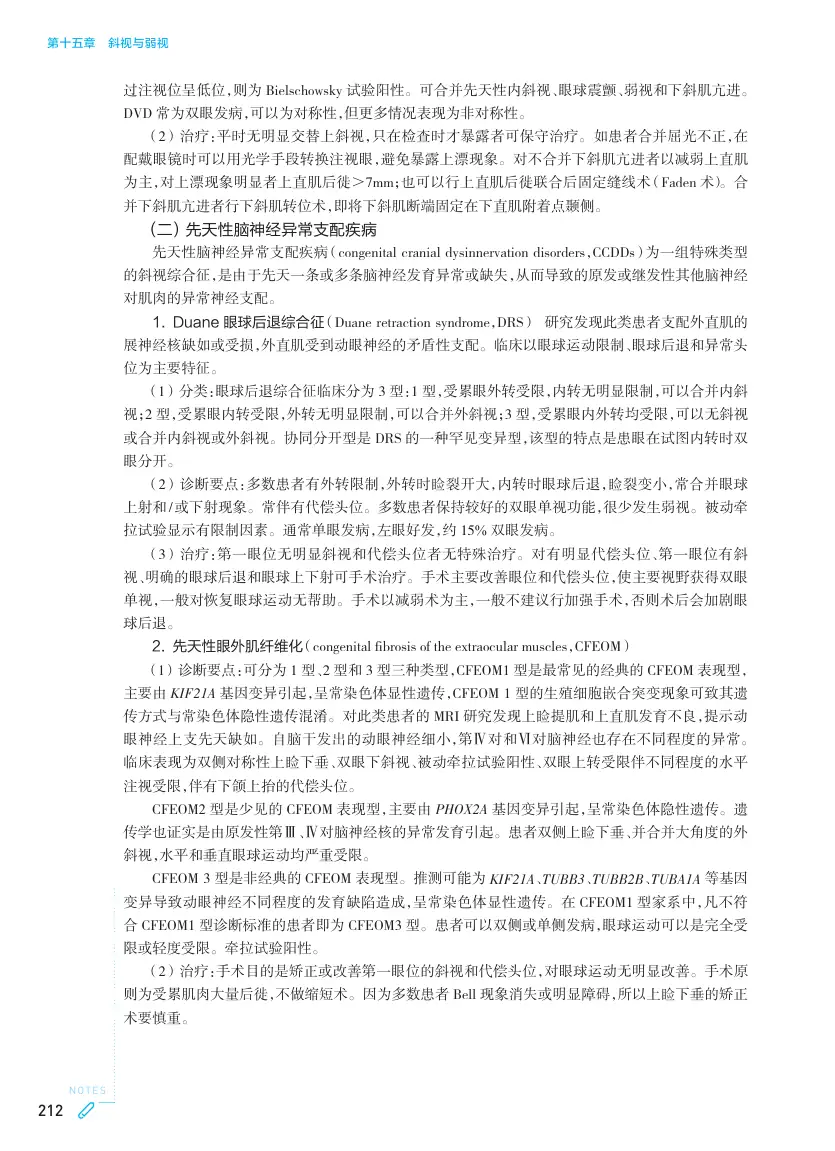 第十五章 斜视与弱视
过注视位呈低位,则为 Bielschowsky 试验阳性。可合并先天性内斜视、眼球震颤、弱视和下斜肌亢进。
DVD 常为双眼发病,可以为对称性,但更多情况表现为非对称性。
（2）治疗:平时无明显交替上斜视,只在检查时才暴露者可保守治疗。如患者合并屈光不正,在
配戴眼镜时可以用光学手段转换注视眼,避免暴露上漂现象。对不合并下斜肌亢进者以减弱上直肌
为主,对上漂现象明显者上直肌后徙＞7mm;也可以行上直肌后徙联合后固定缝线术（Faden 术）。合
并下斜肌亢进者行下斜肌转位术,即将下斜肌断端固定在下直肌附着点颞侧。
（二）先天性脑神经异常支配疾病
先天性脑神经异常支配疾病（congenital cranial dysinnervation disorders,CCDDs）为一组特殊类型
的斜视综合征,是由于先天一条或多条脑神经发育异常或缺失,从而导致的原发或继发性其他脑神经
对肌肉的异常神经支配。
1. Duane 眼球后退综合征（Duane retraction syndrome,DRS） 研究发现此类患者支配外直肌的
展神经核缺如或受损,外直肌受到动眼神经的矛盾性支配。临床以眼球运动限制、眼球后退和异常头
位为主要特征。
（1）分类:眼球后退综合征临床分为 3 型:1 型,受累眼外转受限,内转无明显限制,可以合并内斜
视;2 型,受累眼内转受限,外转无明显限制,可以合并外斜视;3 型,受累眼内外转均受限,可以无斜视
或合并内斜视或外斜视。协同分开型是 DRS 的一种罕见变异型,该型的特点是患眼在试图内转时双
眼分开。
（2）诊断要点:多数患者有外转限制,外转时睑裂开大,内转时眼球后退,睑裂变小,常合并眼球
上射和/或下射现象。常伴有代偿头位。多数患者保持较好的双眼单视功能,很少发生弱视。被动牵
拉试验显示有限制因素。通常单眼发病,左眼好发,约 15% 双眼发病。
（3）治疗:第一眼位无明显斜视和代偿头位者无特殊治疗。对有明显代偿头位、第一眼位有斜
视、明确的眼球后退和眼球上下射可手术治疗。手术主要改善眼位和代偿头位,使主要视野获得双眼
单视,一般对恢复眼球运动无帮助。手术以减弱术为主,一般不建议行加强手术,否则术后会加剧眼
球后退。
2. 先天性眼外肌纤维化（congenital fibrosis of the extraocular muscles,CFEOM）
（1）诊断要点:可分为 1 型、2 型和 3 型三种类型,CFEOM1 型是最常见的经典的 CFEOM 表现型,
主要由 KIF21A 基因变异引起,呈常染色体显性遗传,CFEOM 1 型的生殖细胞嵌合突变现象可致其遗
传方式与常染色体隐性遗传混淆。对此类患者的 MRI 研究发现上睑提肌和上直肌发育不良,提示动
眼神经上支先天缺如。自脑干发出的动眼神经细小,第Ⅳ对和Ⅵ对脑神经也存在不同程度的异常。
临床表现为双侧对称性上睑下垂、双眼下斜视、被动牵拉试验阳性、双眼上转受限伴不同程度的水平
注视受限,伴有下颌上抬的代偿头位。
CFEOM2 型是少见的 CFEOM 表现型,主要由 PHOX2A 基因变异引起,呈常染色体隐性遗传。遗
传学也证实是由原发性第Ⅲ、Ⅳ对脑神经核的异常发育引起。患者双侧上睑下垂、并合并大角度的外
斜视,水平和垂直眼球运动均严重受限。
CFEOM 3 型是非经典的 CFEOM 表现型。推测可能为 KIF21A、TUBB3、TUBB2B、TUBA1A 等基因
变异导致动眼神经不同程度的发育缺陷造成,呈常染色体显性遗传。在 CFEOM1 型家系中,凡不符
合 CFEOM1 型诊断标准的患者即为 CFEOM3 型。患者可以双侧或单侧发病,眼球运动可以是完全受
限或轻度受限。牵拉试验阳性。
（2）治疗:手术目的是矫正或改善第一眼位的斜视和代偿头位,对眼球运动无明显改善。手术原
则为受累肌肉大量后徙,不做缩短术。因为多数患者 Bell 现象消失或明显障碍,所以上睑下垂的矫正
术要慎重。
NOTES
212